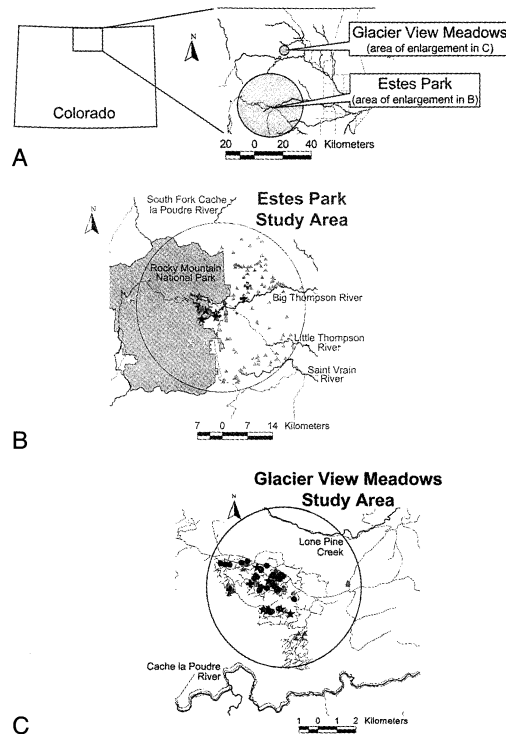 Glacier View Meadows
(area of enlargement in C)
N
Estes Park
(area of enlargement in B)
Colorado
A
20 0 20 40 Kilometers
South Fork Cache
la Poudre River
Estes Park
Study Area
N
Rocky Mountain
National Park
Big Thompson River
Little Thompson
River
Saint Vrain
River
7 0 7 14 Kilometers
B
Glacier View Meadows
Study Area
N
Lone Pine
Creek
Cache la Poudre
River
1 0 1 2 Kilometers
C